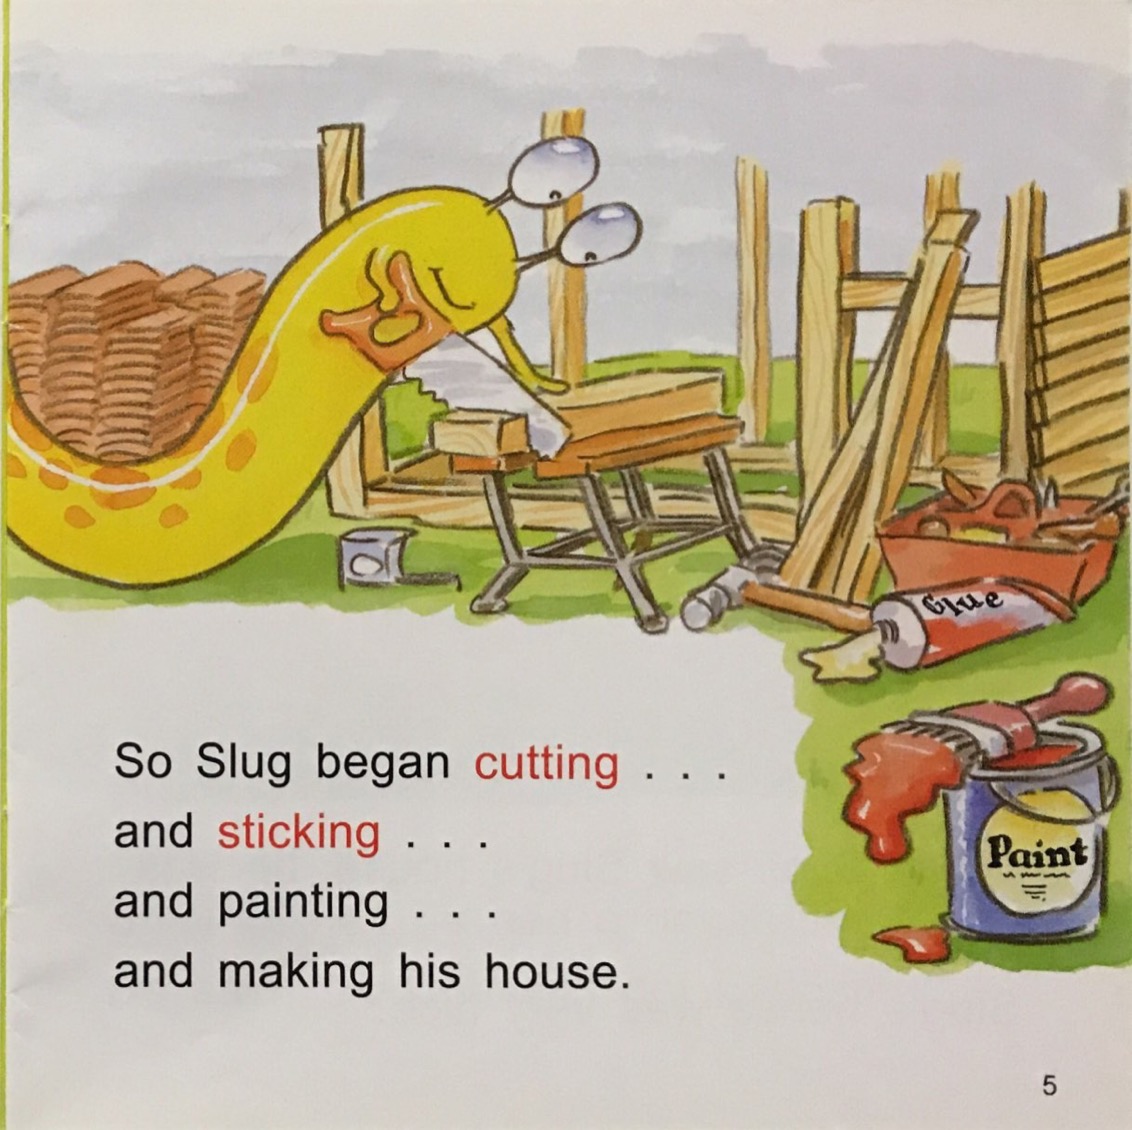 Glue
Paint
So Slug began cutting . . .
and sticking . . .
and painting . . .
and making his house.
5